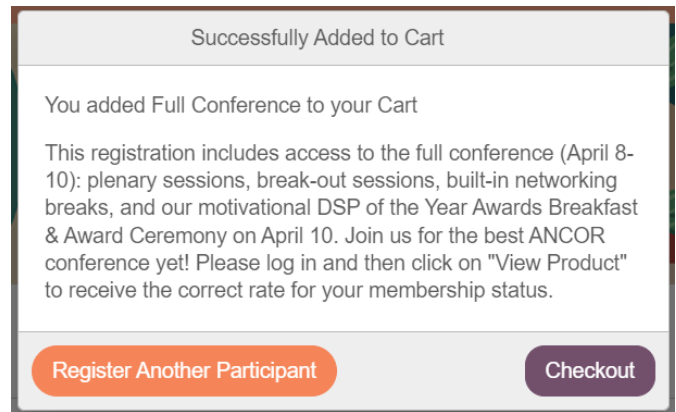 Successfully Added to Cart
You added Full Conference to your Cart
This registration includes access to the full conference (April 8-
10): plenary sessions, break-out sessions, built-in networking
breaks, and our motivational DSP of the Year Awards Breakfast
& Award Ceremony on April 10. Join us for the best ANCOR
conference yet! Please log in and then click on "View Product"
to receive the correct rate for your membership status.
Register Another Participant
Checkout